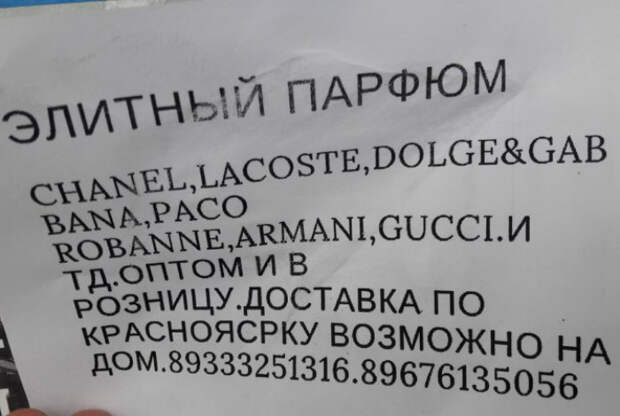 ЭЛИТНЫЙ ПАРФЮМ
CHANEL,LACOSTE,DOLGE&GAB
BANA,PACO
ROBANNE,ARMANI,GUCCI.И
ТД.ОПТОМ И В
РОЗНИЦУ.ДОСТАВКА ПО
КРАСНОЯСРКУ ВОЗМОЖНО НА
ДОМ.89333251316.89676135056